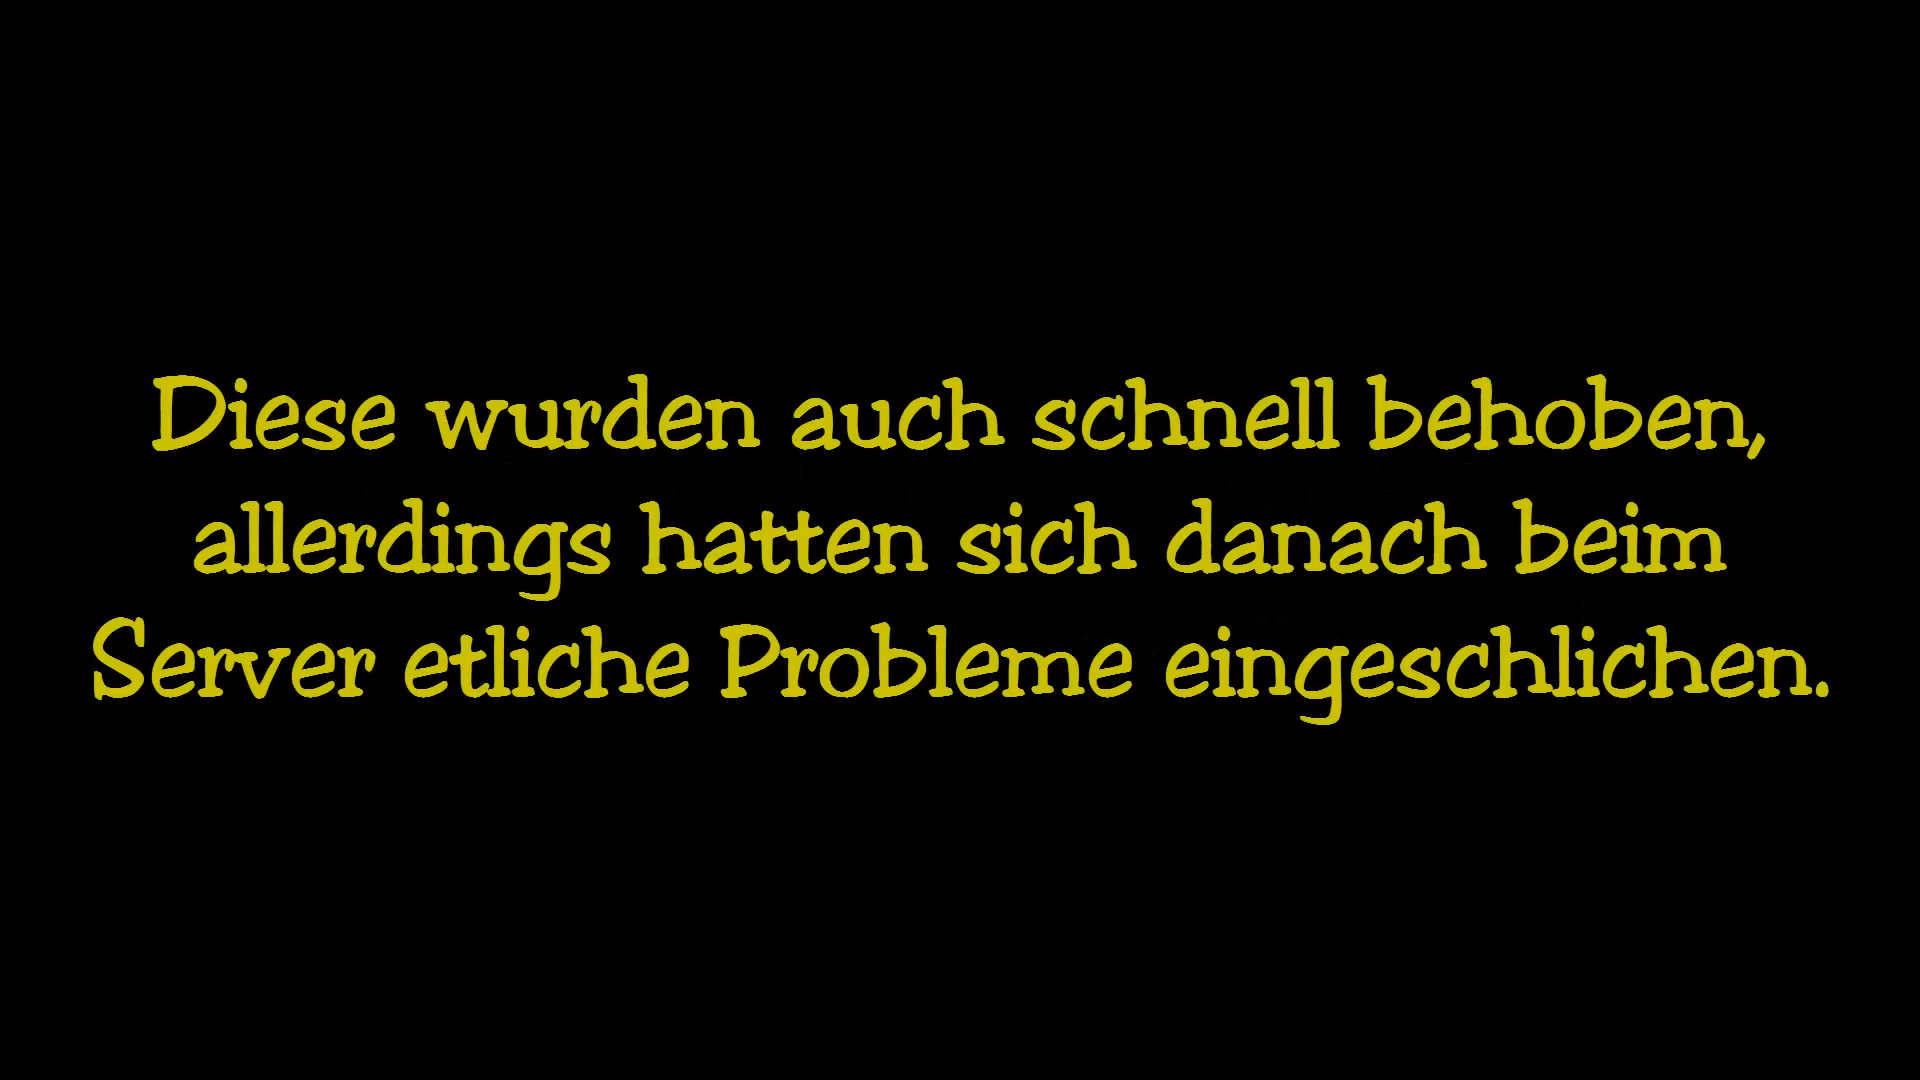 Diese wurden auch schnell behoben,
allerdings hatten sich danach beim
Server etliche Probleme eingeschlichen.